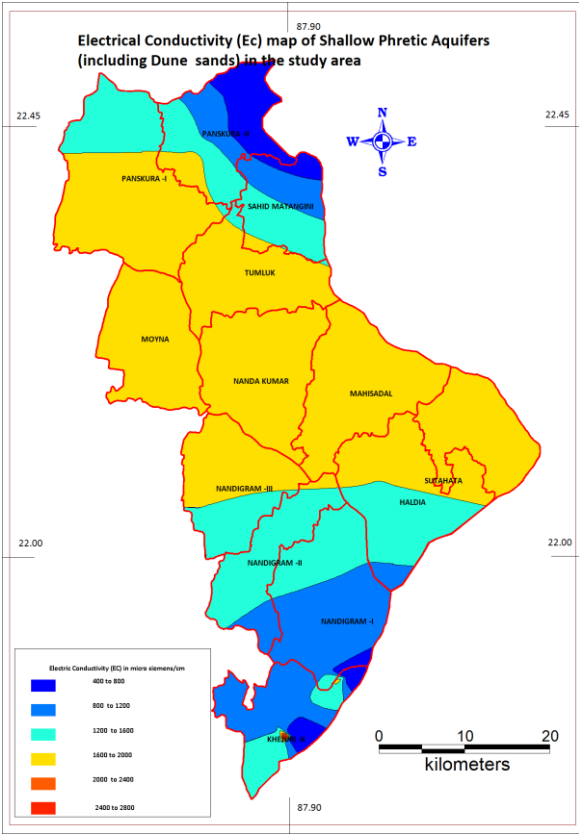 87.90
Electrical Conductivity (Ec) map of Shallow Phretic Aquifers
(including Dune sands) in the study area
22.45
22.45
N
W E
S
PANSKURA -II
PANSKURA -I
SAHID MATANGINI
TUMLUK
MOYNA
NANDA KUMAR
MAHISADAL
SUTAHATA
NANDIGRAM -III
HALDIA
22.00
22.00
NANDIGRAM -II
NANDIGRAM -I
Electric Conductivity (EC) in micro siemens/cm
400 to 800
800 to 1200
1200 to 1600
1600 to 2000
2000 to 2400
2400 to 2800
0 10 20
kilometers
87.90